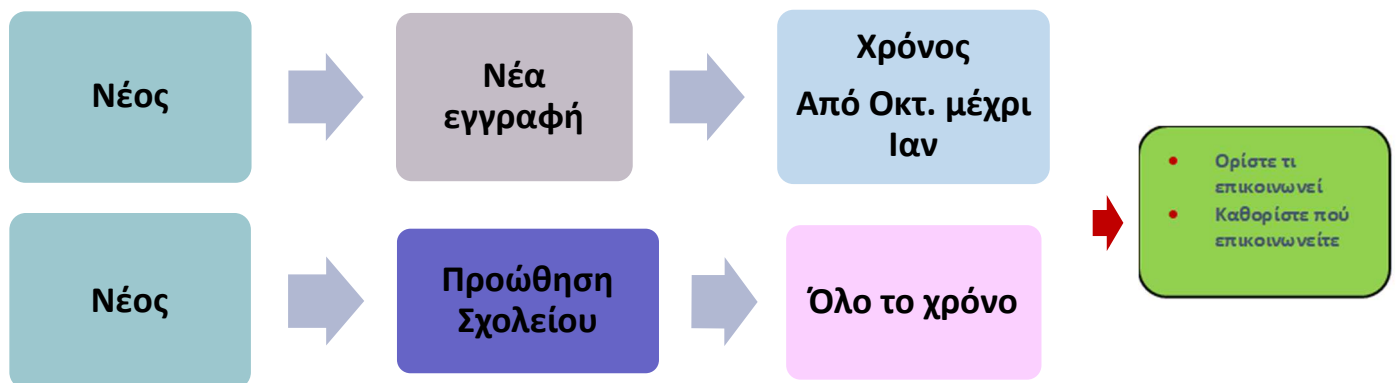 Νέος
Νέα
εγγραφή
Χρόνος
Από Οκτ. μέχρι
Ιαν
Νέος
Προώθηση
Σχολείου
Όλο το χρόνο
• Ορίστε τι
επικοινωνεί
• Καθορίστε πού
επικοινωνείτε